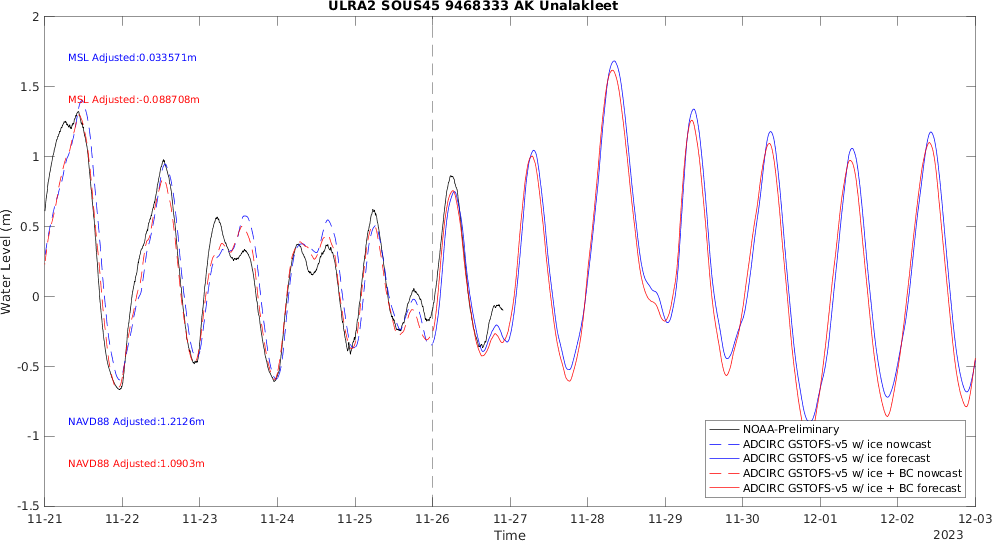 ULRA2 SOUS45 9468333 AK Unalakleet
MSL Adjusted:0.033571m
MSL Adjusted:-0.088708m
NAVD88 Adjusted:1.2126m
NAVD88 Adjusted:1.0903m
Water Level (m)
2
1.5
1
0.5
0
-0.5
-1
-1.5
NOAA-Preliminary
ADCIRC GSTOFS-v5 w/ ice nowcast
ADCIRC GSTOFS-v5 w/ ice forecast
ADCIRC GSTOFS-v5 w/ice + BC nowcast
ADCIRC GSTOFS-v5 w/ice + BC forecast
11-21 11-22 11-23 11-24 11-25 11-26 11-27 11-28 11-29 11-30 12-01 12-02 12-03
Time
2023